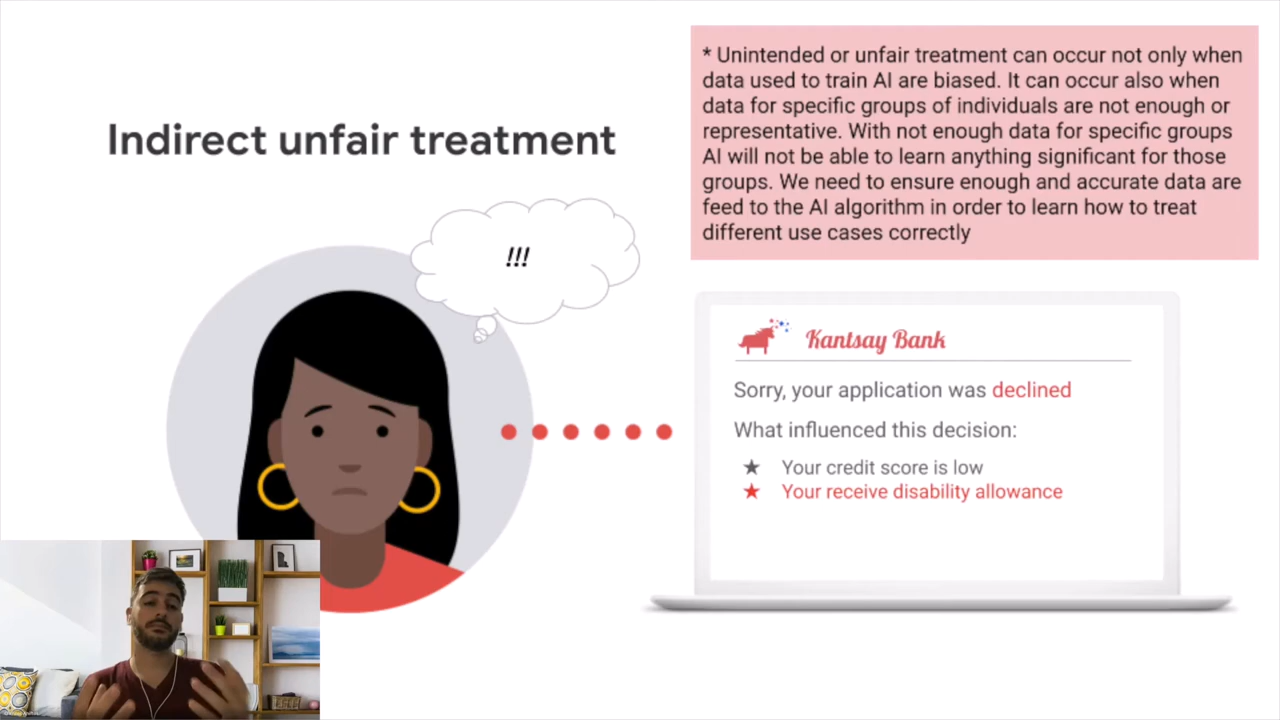 Indirect unfair treatment
* Unintended or unfair treatment can occur not only when
data used to train AI are biased. It can occur also when
data for specific groups of individuals are not enough or
representative. With not enough data for specific groups
AI will not be able to learn anything significant for those
groups. We need to ensure enough and accurate data are
feed to the AI algorithm in order to learn how to treat
different use cases correctly
!!!
Kantsay Bank
Sorry, your application was declined
What influenced this decision:
★ Your credit score is low
★ Your receive disability allowance